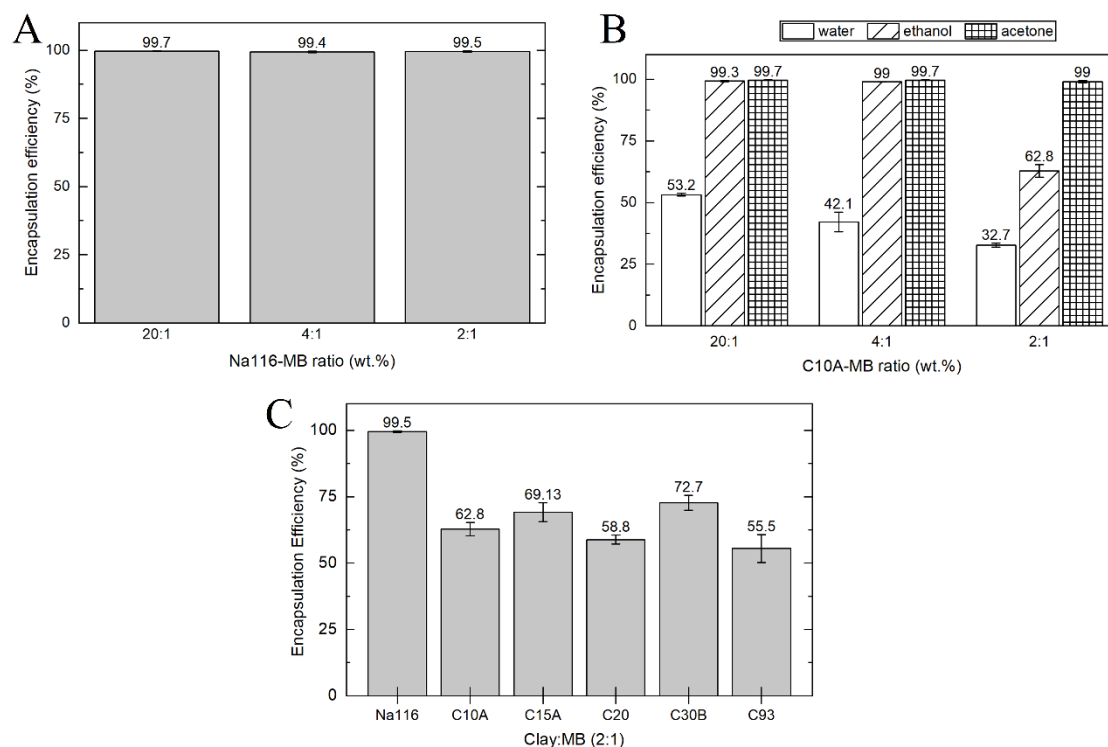 A
99.7 99.4 99.5
100
75
50
25
0
Encapsulation efficiency (%)
20:1 4:1 2:1
Na116-MB ratio (wt.%)
B
water ethanol acetone
99.3 99.7 99 99.7 99
100
75
62.8
53.2
50
42.1
32.7
25
0
Encapsulation efficiency (%)
20:1 4:1 2:1
C10A-MB ratio (wt.%)
C
99.5
100
75
72.7
69.13
62.8
58.8
55.5
50
25
0
Encapsulation Efficiency (%)
Na116 C10A C15A C20 C30B C93
Clay:MB (2:1)